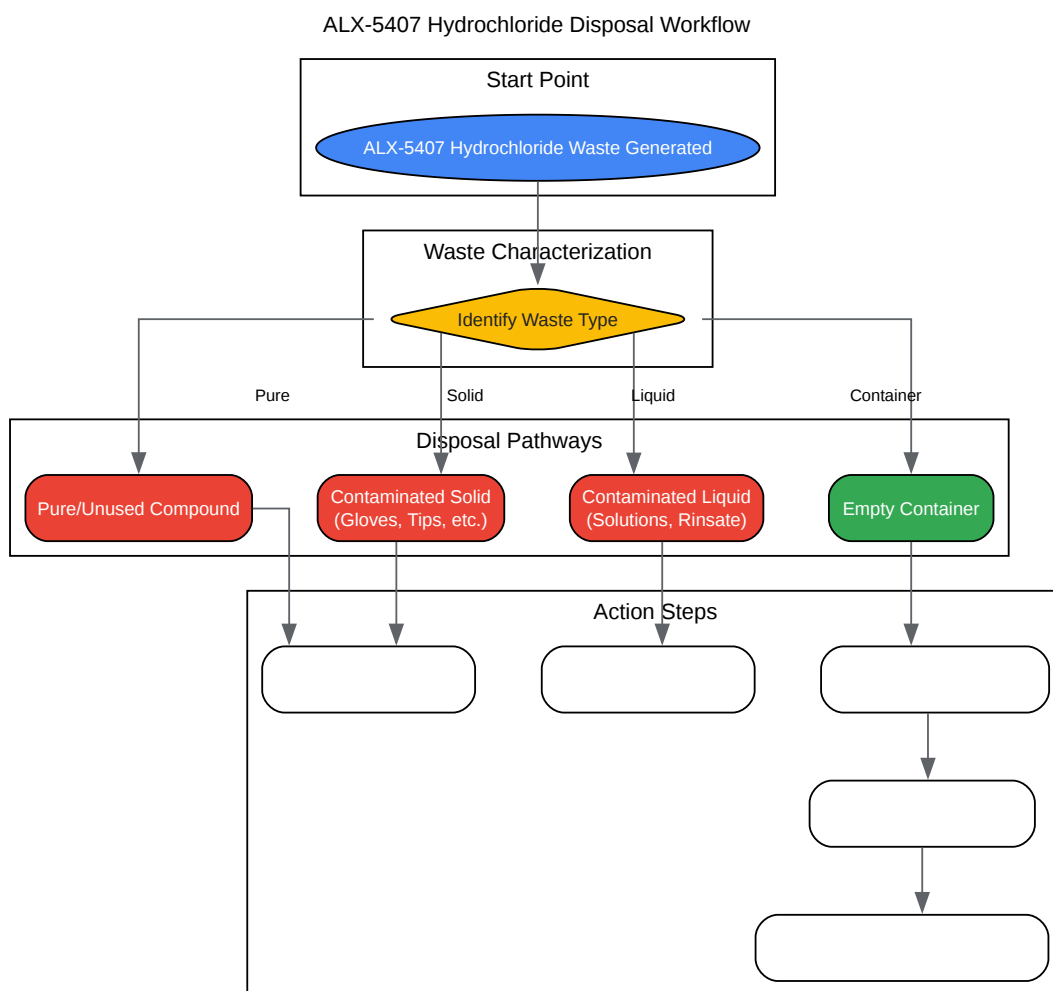 ALX-5407 Hydrochloride Disposal Workflow
Start Point
ALX-5407 Hydrochloride Waste Generated
Waste Characterization
Identify Waste Type
Pure
Solid
Liquid
Container
Disposal Pathways
Pure/Unused Compound
Contaminated Solid
(Gloves, Tips, etc.)
Contaminated Liquid
(Solutions, Rinsate)
Empty Container
Action Steps